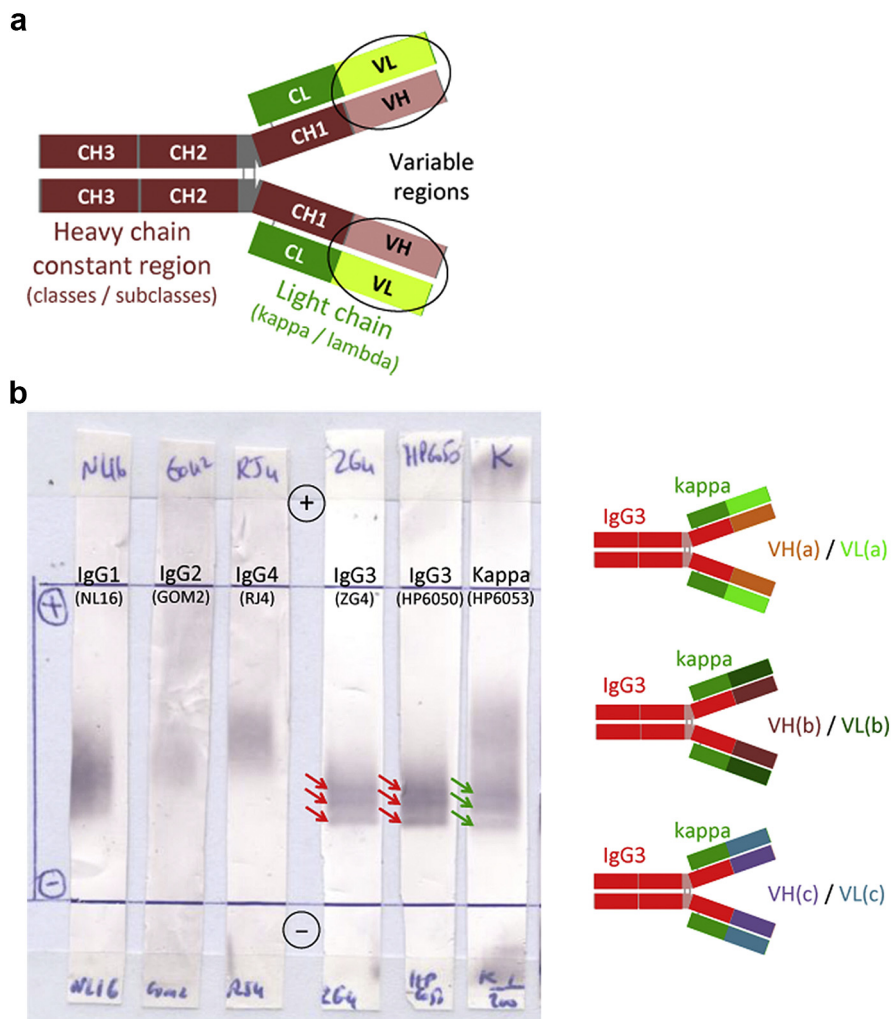 a
VL
CL
VH
CH1
CH3
CH2
Variable
regions
CH3
CH2
CH1
VH
CL
VL
Heavy chain
constant region
(classes / subclasses)
Light chain
(kappa / lambda)
b
NL16
GOM2
RJ4
ZG4
HP6050
K
+
IgG1
(NL16)
IgG2
(GOM2)
IgG4
(RJ4)
IgG3
(ZG4)
IgG3
(HP6050)
Kappa
(HP6053)
+
-
−
NL16
Gom2
RJ4
ZG4
HP
6050
K
200
kappa
IgG3
VH(a) / VL(a)
kappa
IgG3
VH(b) / VL(b)
kappa
IgG3
VH(c) / VL(c)